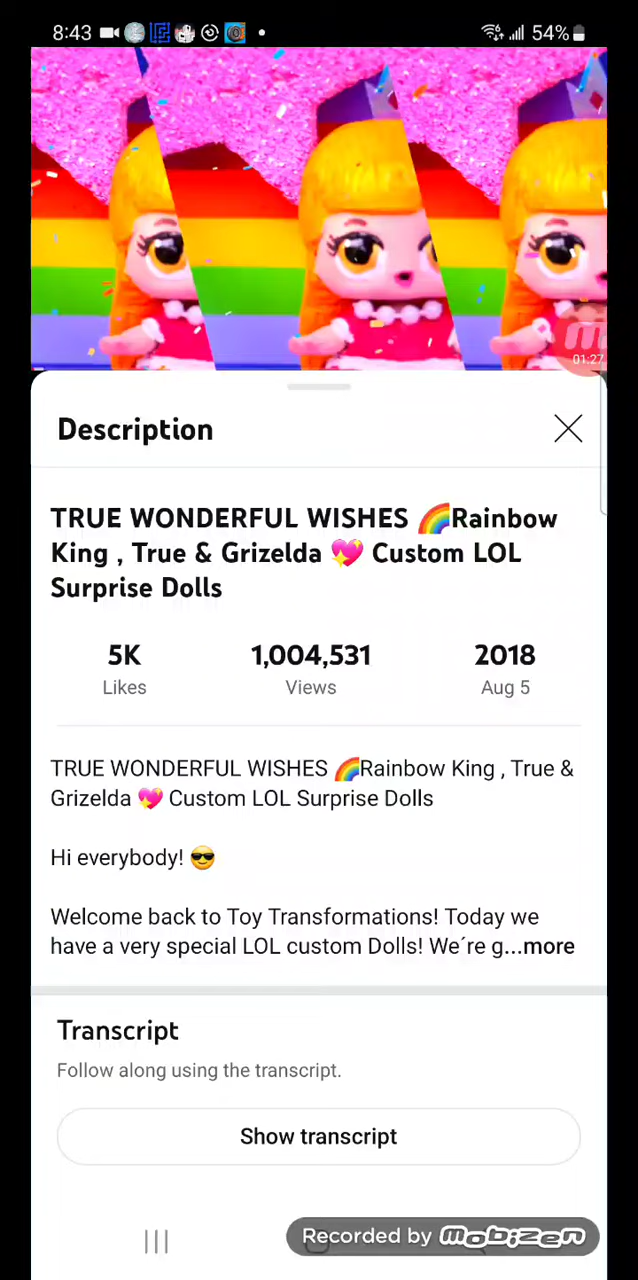 8:43 54%
01:27
Description
TRUE WONDERFUL WISHES 🌈Rainbow
King , True & Grizelda 💖 Custom LOL
Surprise Dolls
5K 1,004,531 2018
Likes Views Aug 5
TRUE WONDERFUL WISHES 🌈Rainbow King , True &
Grizelda 💖 Custom LOL Surprise Dolls
Hi everybody! 😎
Welcome back to Toy Transformations! Today we
have a very special LOL custom Dolls! We´re g...more
Transcript
Follow along using the transcript.
Show transcript
Recorded by mobizen